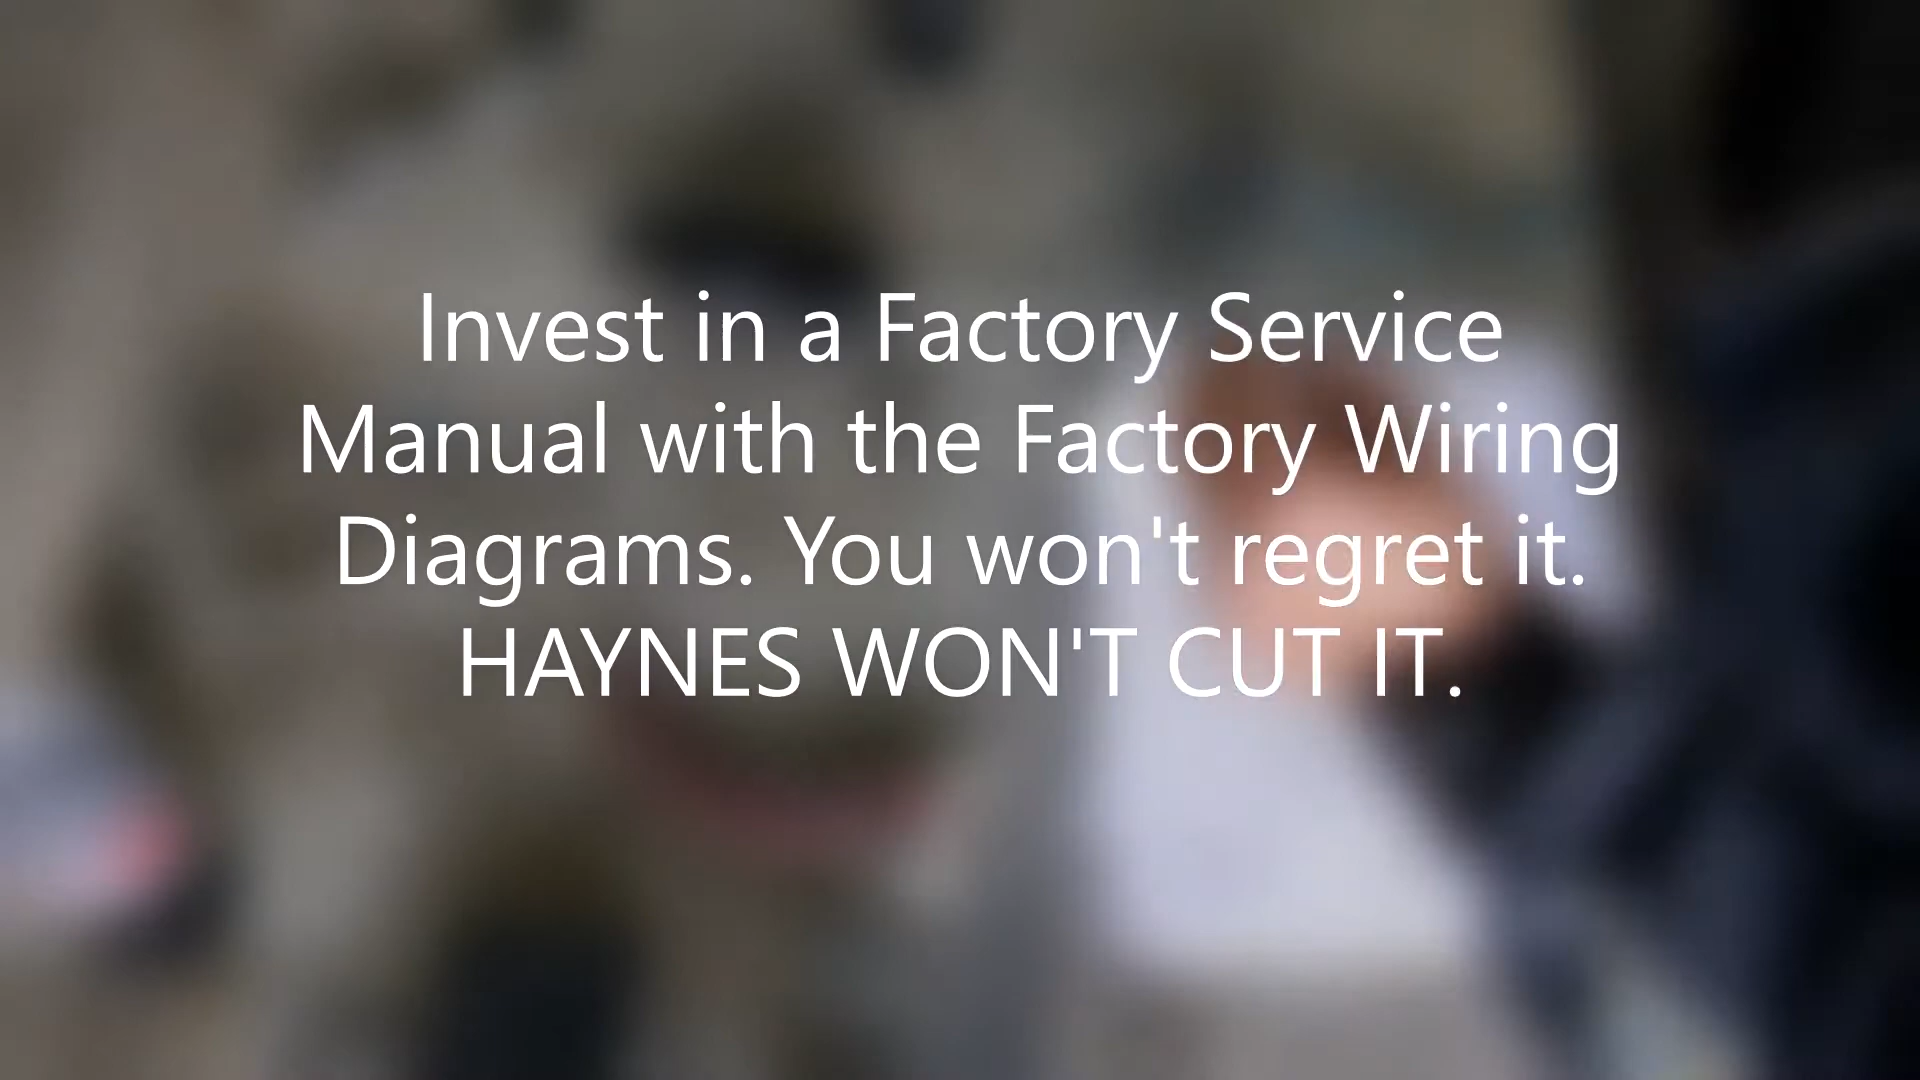 Invest in a Factory Service
Manual with the Factory Wiring
Diagrams. You won't regret it.
HAYNES WON'T CUT IT.